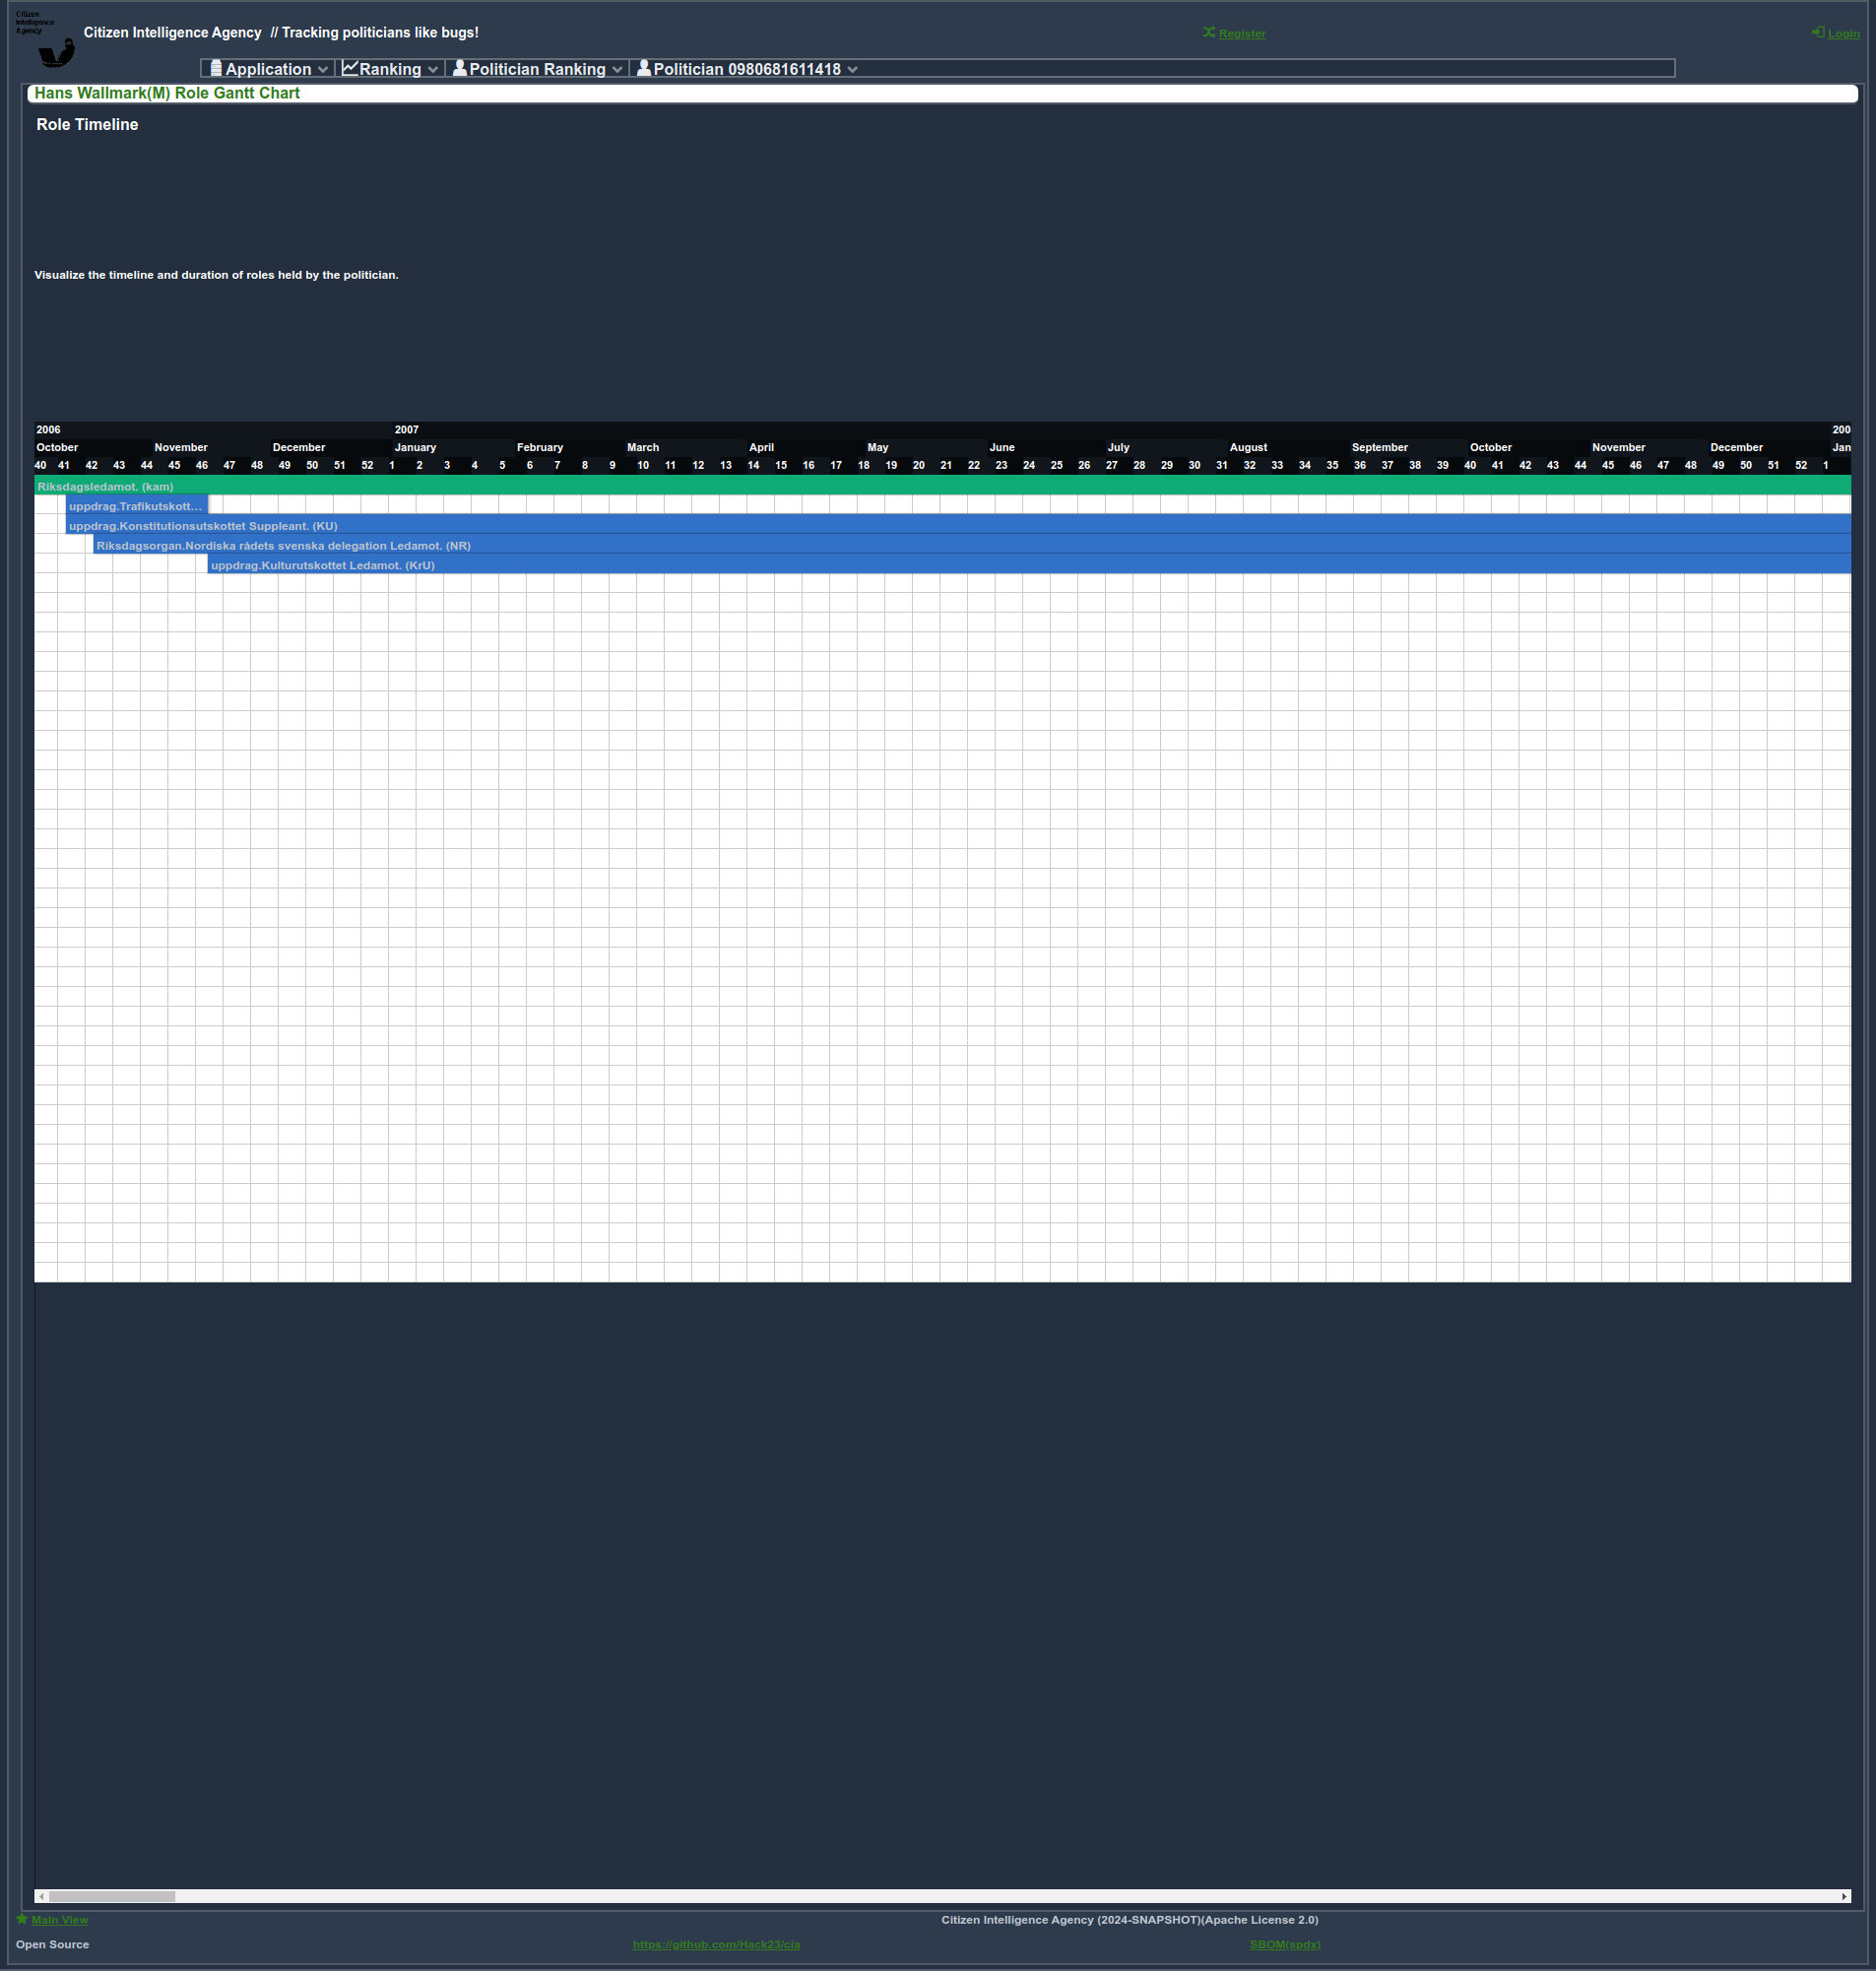 Citizen
Intelligence
Agency
Citizen Intelligence Agency // Tracking politicians like bugs!
Register
Login
Application
Ranking
Politician Ranking
Politician 0980681611418
Hans Wallmark(M) Role Gantt Chart
Role Timeline
Visualize the timeline and duration of roles held by the politician.
2006 2007 200
October November December January February March April May June July August September October November December Jan
40 41 42 43 44 45 46 47 48 49 50 51 52 1 2 3 4 5 6 7 8 9 10 11 12 13 14 15 16 17 18 19 20 21 22 23 24 25 26 27 28 29 30 31 32 33 34 35 36 37 38 39 40 41 42 43 44 45 46 47 48 49 50 51 52 1
Riksdagsledamot. (kam)
uppdrag.Trafikutskott...
uppdrag.Konstitutionsutskottet Suppleant. (KU)
Riksdagsorgan.Nordiska rådets svenska delegation Ledamot. (NR)
uppdrag.Kulturutskottet Ledamot. (KrU)
Main View
Citizen Intelligence Agency (2024-SNAPSHOT)(Apache License 2.0)
Open Source
https://github.com/Hack23/cia
SBOM(spdx)